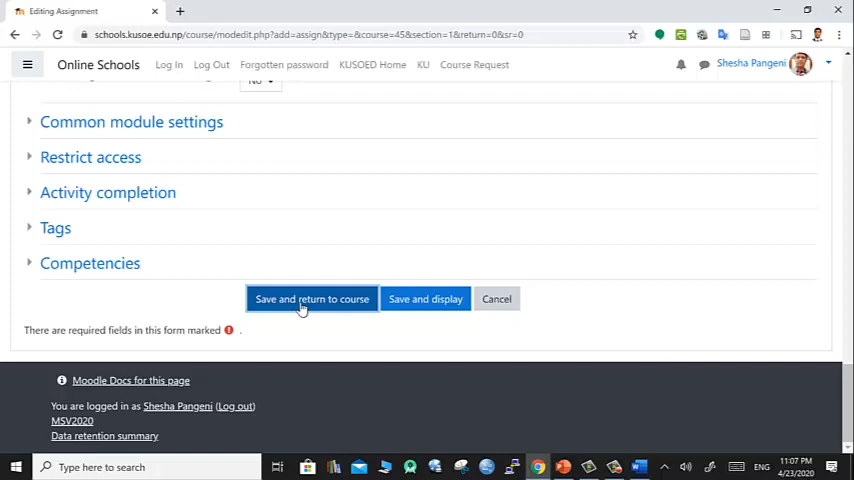 Editing Assignment
schools.kusoe.edu.np/course/modedit.php?add=assign&type=&course=45&section=1&return=0&sr=0
Online Schools Log In Log Out Forgotten password KUSOED Home KU Course Request Shesha Pangeni
No
Common module settings
Restrict access
Activity completion
Tags
Competencies
Save and return to course Save and display Cancel
There are required fields in this form marked .
Moodle Docs for this page
You are logged in as Shesha Pangeni (Log out)
MSV2020
Data retention summary
Type here to search ENG 11:07 PM
4/23/2020